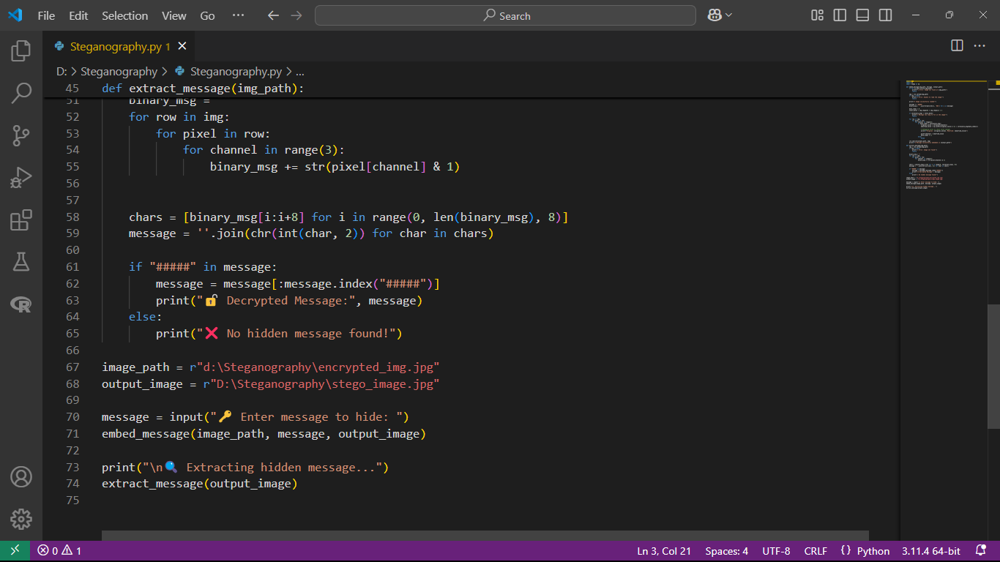 File Edit Selection View Go ··· Search
Steganography.py 1
D: > Steganography > Steganography.py > ...
45 def extract_message(img_path):
51 binary_msg =
52 for row in img:
53 for pixel in row:
54 for channel in range(3):
55 binary_msg += str(pixel[channel] & 1)
56
57
58 chars = [binary_msg[i:i+8] for i in range(0, len(binary_msg), 8)]
59 message = ''.join(chr(int(char, 2)) for char in chars)
60
61 if "#####" in message:
62 message = message[:message.index("#####")]
63 print("🔓 Decrypted Message:", message)
64 else:
65 print("❌ No hidden message found!")
66
67 image_path = r"d:\Steganography\encrypted_img.jpg"
68 output_image = r"D:\Steganography\stego_image.jpg"
69
70 message = input("🔑 Enter message to hide: ")
71 embed_message(image_path, message, output_image)
72
73 print("\n🔍 Extracting hidden message...")
74 extract_message(output_image)
75
0 1 Ln 3, Col 21 Spaces: 4 UTF-8 CRLF {} Python 3.11.4 64-bit